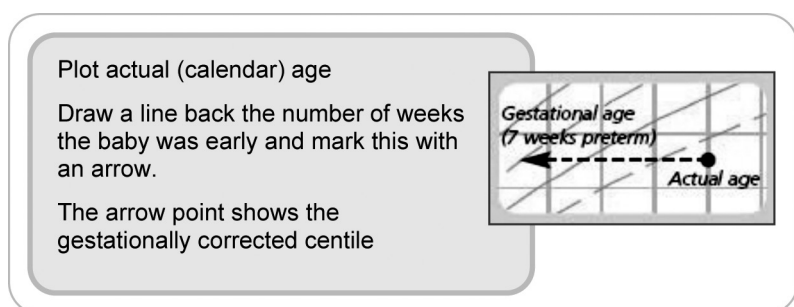 Plot actual (calendar) age
Draw a line back the number of weeks
the baby was early and mark this with
an arrow.
The arrow point shows the
gestationally corrected centile
Gestational age
(7 weeks preterm)
Actual age